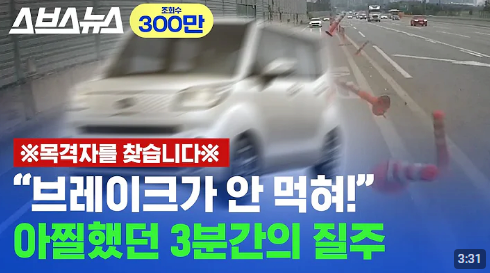 스브스뉴스
조회수
300만
※목격자를 찾습니다※
“브레이크가 안 먹혀!”
아찔했던 3분간의 질주
3:31